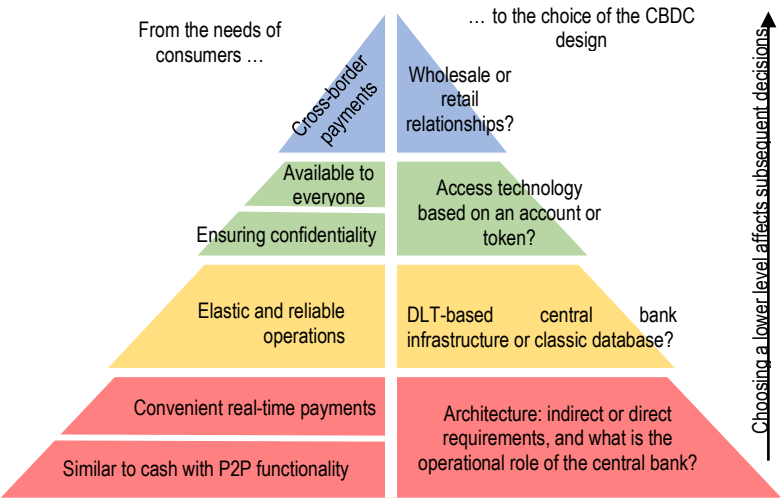 From the needs of
consumers …
… to the choice of the CBDC
design
Cross-border
payments
Wholesale or
retail
relationships?
Available to
everyone
Ensuring confidentiality
Access technology
based on an account or
token?
Elastic and reliable
operations
DLT-based central bank
infrastructure or classic database?
Convenient real-time payments
Similar to cash with P2P functionality
Architecture: indirect or direct
requirements, and what is the
operational role of the central bank?
Choosing a lower level affects subsequent decisions